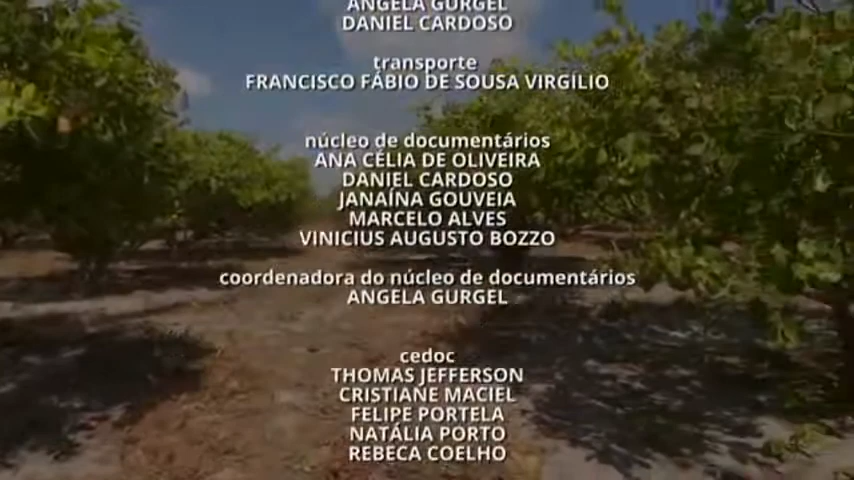 ANGELA GURGEL
DANIEL CARDOSO
transporte
FRANCISCO FÁBIO DE SOUSA VIRGÍLIO
núcleo de documentários
ANA CÉLIA DE OLIVEIRA
DANIEL CARDOSO
JANAÍNA GOUVEIA
MARCELO ALVES
VINICIUS AUGUSTO BOZZO
coordenadora do núcleo de documentários
ANGELA GURGEL
cedoc
THOMAS JEFFERSON
CRISTIANE MACIEL
FELIPE PORTELA
NATÁLIA PORTO
REBECA COELHO